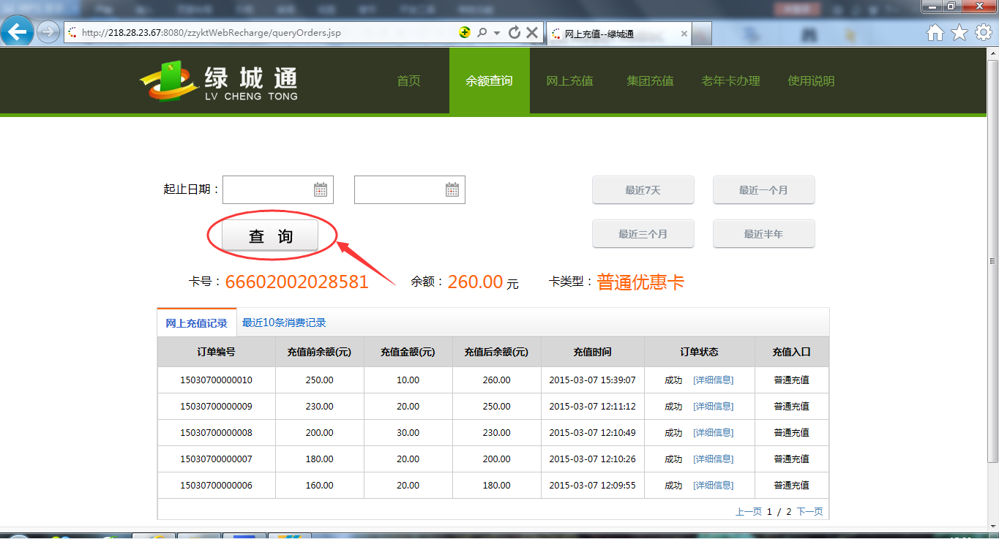 http://218.28.23.67:8080/zzyktWebRecharge/queryOrders.jsp
网上充值--绿城通
绿城通
LV CHENG TONG
首页 余额查询 网上充值 集团充值 老年卡办理 使用说明
起止日期： 最近7天 最近一个月
查 询 最近三个月 最近半年
卡号：66602002028581 余额：260.00 元 卡类型：普通优惠卡
网上充值记录 最近10条消费记录
订单编号 充值前余额(元) 充值金额(元) 充值后余额(元) 充值时间 订单状态 充值入口
15030700000010 250.00 10.00 260.00 2015-03-07 15:39:07 成功 [详细信息] 普通充值
15030700000009 230.00 20.00 250.00 2015-03-07 12:11:12 成功 [详细信息] 普通充值
15030700000008 200.00 30.00 230.00 2015-03-07 12:10:49 成功 [详细信息] 普通充值
15030700000007 180.00 20.00 200.00 2015-03-07 12:10:26 成功 [详细信息] 普通充值
15030700000006 160.00 20.00 180.00 2015-03-07 12:09:55 成功 [详细信息] 普通充值
上一页 1 / 2 下一页